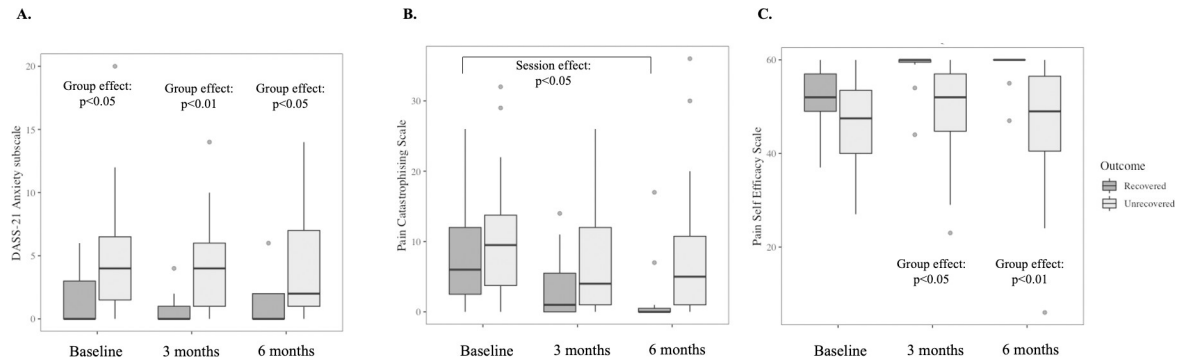 A.
B.
C.
DASS-21 Anxiety subscale
20
15
10
5
0
Group effect:
p<0.05
Group effect:
p<0.01
Group effect:
p<0.05
Baseline
3 months
6 months
Pain Catastrophising Scale
30
20
10
0
Session effect:
p<0.05
Baseline
3 months
6 months
Pain Self Efficacy Scale
60
40
20
Group effect:
p<0.05
Group effect:
p<0.01
Baseline
3 months
6 months
Outcome
Recovered
Unrecovered